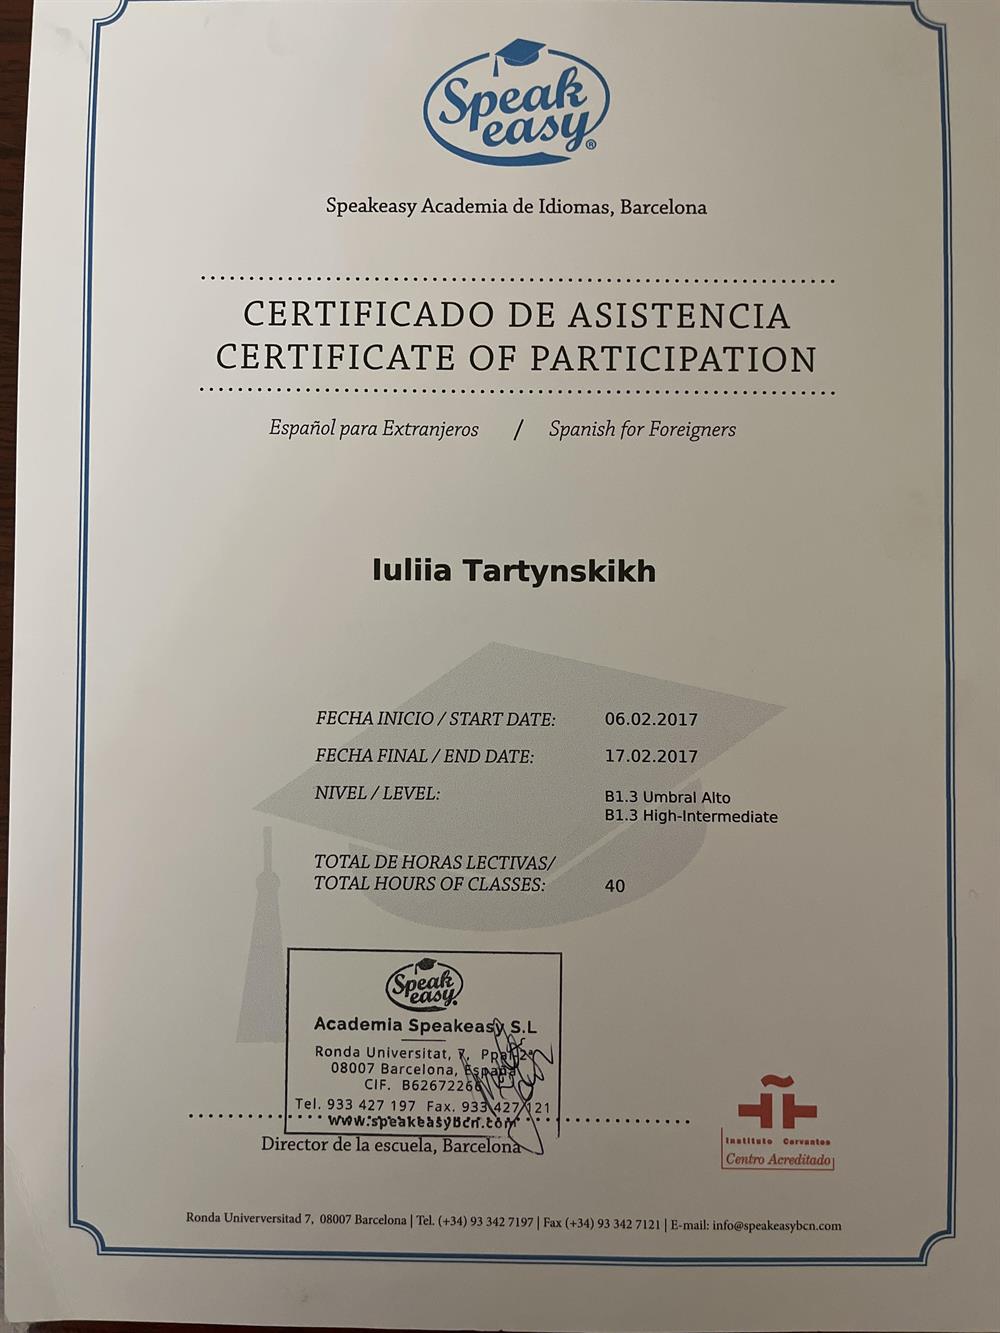 Speak
easy®
Speakeasy Academia de Idiomas, Barcelona
CERTIFICADO DE ASISTENCIA
CERTIFICATE OF PARTICIPATION
Español para Extranjeros / Spanish for Foreigners
Iuliia Tartynskikh
FECHA INICIO / START DATE: 06.02.2017
FECHA FINAL / END DATE: 17.02.2017
NIVEL / LEVEL: B1.3 Umbral Alto
B1.3 High-Intermediate
TOTAL DE HORAS LECTIVAS/
TOTAL HOURS OF CLASSES: 40
Speak
easy.
Academia Speakeasy S.L
Ronda Universitat, 7, Ppal 2ª
08007 Barcelona, España
CIF. B62672266
Tel. 933 427 197 Fax. 933 427 121
www.speakeasybcn.com
Director de la escuela, Barcelona
Instituto Cervantes
Centro Acreditado
Ronda Univerversitad 7, 08007 Barcelona | Tel. (+34) 93 342 7197 | Fax (+34) 93 342 7121 | E-mail: info@speakeasybcn.com